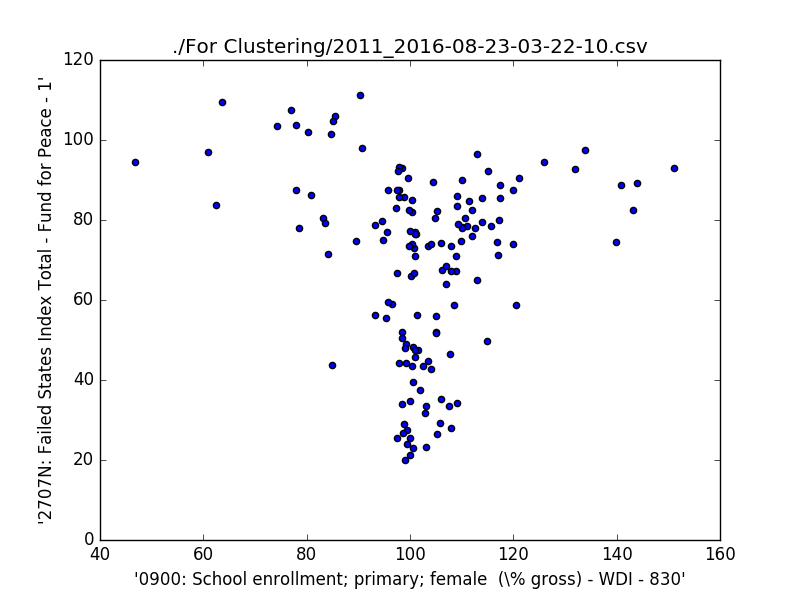 ./For Clustering/2011_2016-08-23-03-22-10.csv
'2707N: Failed States Index Total - Fund for Peace - 1'
120
100
80
60
40
20
0
40 60 80 100 120 140 160
'0900: School enrollment; primary; female  (\% gross) - WDI - 830'